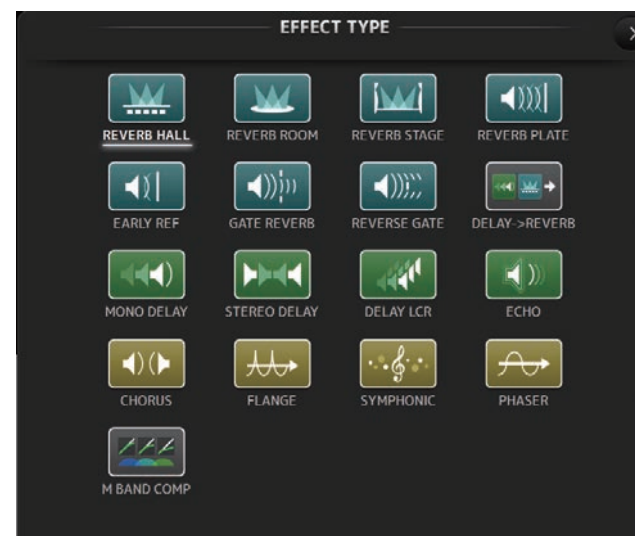 EFFECT TYPE
REVERB HALL
REVERB ROOM
REVERB STAGE
REVERB PLATE
EARLY REF
GATE REVERB
REVERSE GATE
DELAY->REVERB
MONO DELAY
STEREO DELAY
DELAY LCR
ECHO
CHORUS
FLANGE
SYMPHONIC
PHASER
M BAND COMP